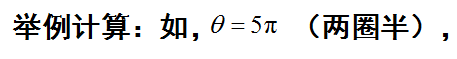 举例计算：如，θ = 5π （两圈半），